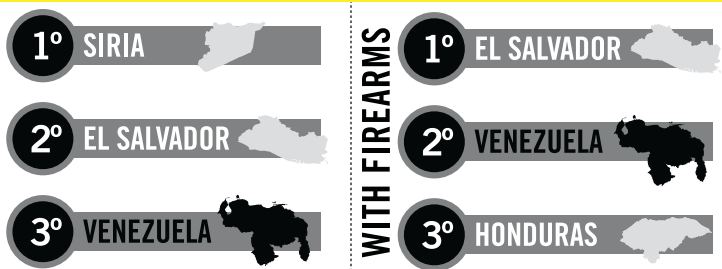 1º SIRIA
2º EL SALVADOR
3º VENEZUELA
WITH FIREARMS
1º EL SALVADOR
2º VENEZUELA
3º HONDURAS